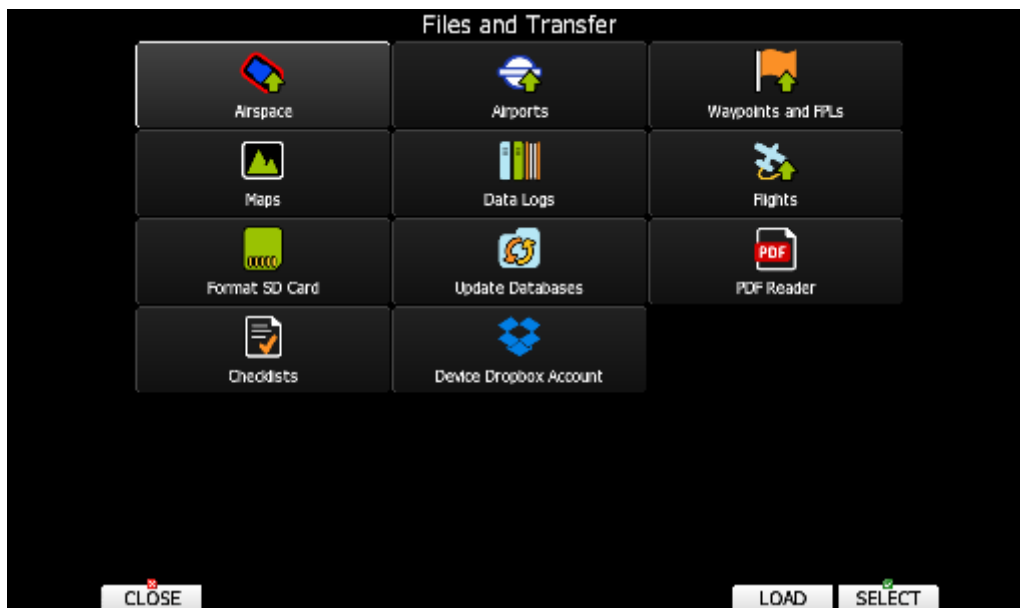 Files and Transfer
Airspace
Airports
Waypoints and FPLs
Maps
Data Logs
Flights
Format SD Card
Update Databases
PDF
PDF Reader
Checklists
Device Dropbox Account
CLOSE
LOAD
SELECT